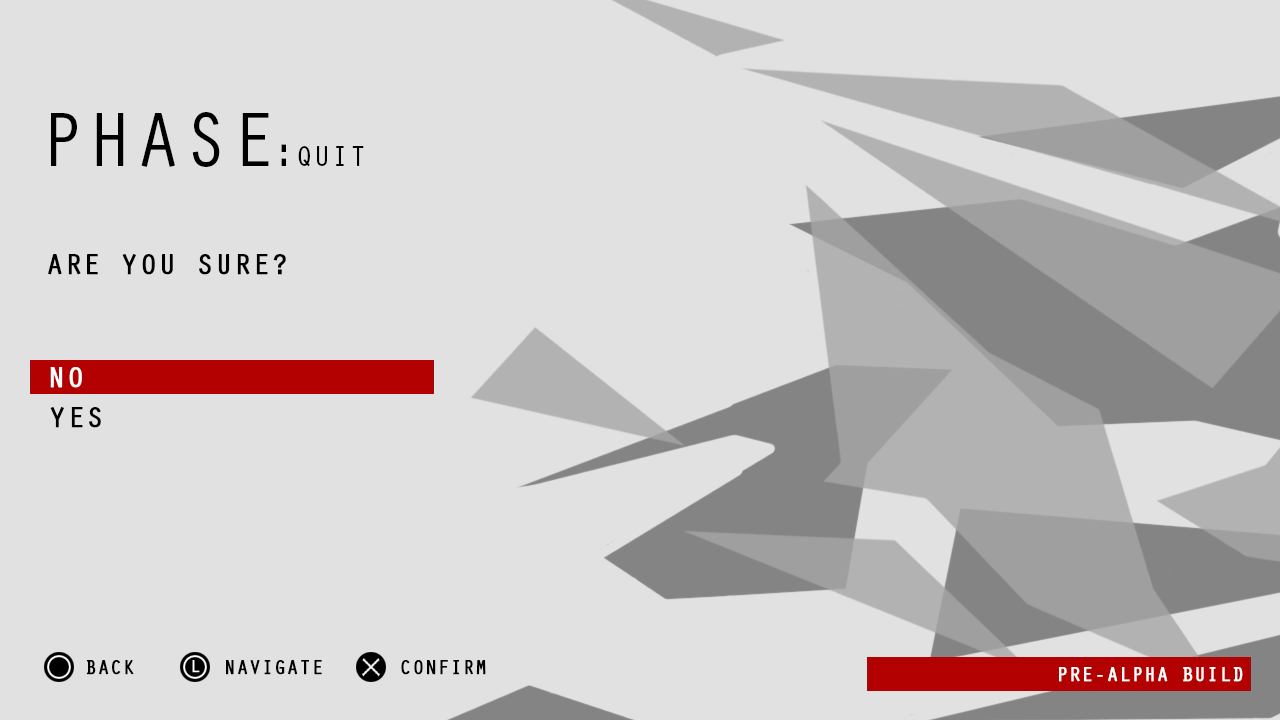 PHASE:QUIT
ARE YOU SURE?
NO
YES
BACK L NAVIGATE CONFIRM
PRE-ALPHA BUILD